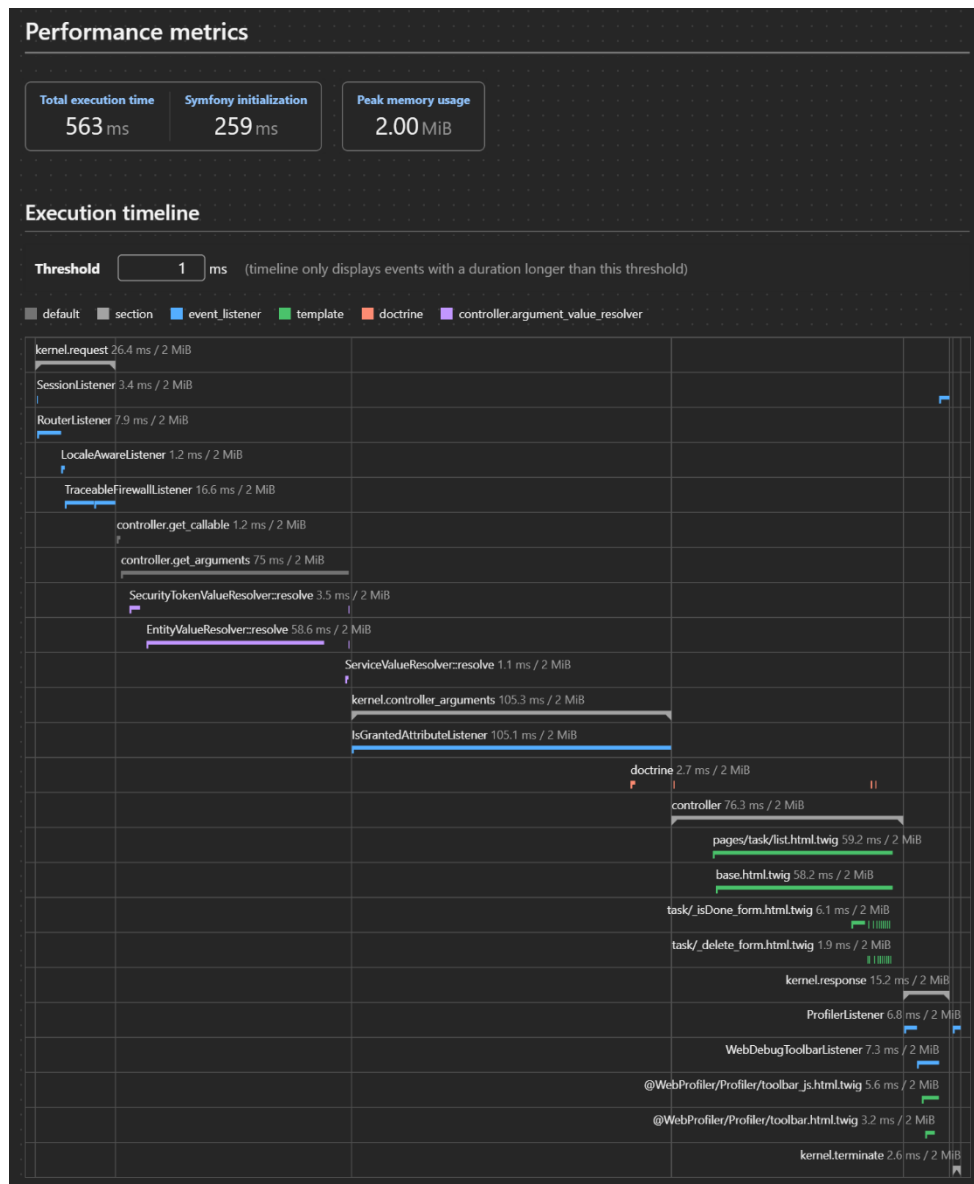 Performance metrics
Total execution time
Symfony initialization
Peak memory usage
563 ms
259 ms
2.00 MiB
Execution timeline
Threshold 1 ms (timeline only displays events with a duration longer than this threshold)
default section event_listener template doctrine controller.argument_value_resolver
kernel.request 26.4 ms / 2 MiB
SessionListener 3.4 ms / 2 MiB
RouterListener 7.9 ms / 2 MiB
LocaleAwareListener 1.2 ms / 2 MiB
TraceableFirewallListener 16.6 ms / 2 MiB
controller.get_callable 1.2 ms / 2 MiB
controller.get_arguments 75 ms / 2 MiB
SecurityTokenValueResolver::resolve 3.5 ms / 2 MiB
EntityValueResolver::resolve 58.6 ms / 2 MiB
ServiceValueResolver::resolve 1.1 ms / 2 MiB
kernel.controller_arguments 105.3 ms / 2 MiB
IsGrantedAttributeListener 105.1 ms / 2 MiB
doctrine 2.7 ms / 2 MiB
controller 76.3 ms / 2 MiB
pages/task/list.html.twig 59.2 ms / 2 MiB
base.html.twig 58.2 ms / 2 MiB
task/_isDone_form.html.twig 6.1 ms / 2 MiB
task/_delete_form.html.twig 1.9 ms / 2 MiB
kernel.response 15.2 ms / 2 MiB
ProfilerListener 6.8 ms / 2 MiB
WebDebugToolbarListener 7.3 ms / 2 MiB
@WebProfiler/Profiler/toolbar_js.html.twig 5.6 ms / 2 MiB
@WebProfiler/Profiler/toolbar.html.twig 3.2 ms / 2 MiB
kernel.terminate 2.6 ms / 2 MiB